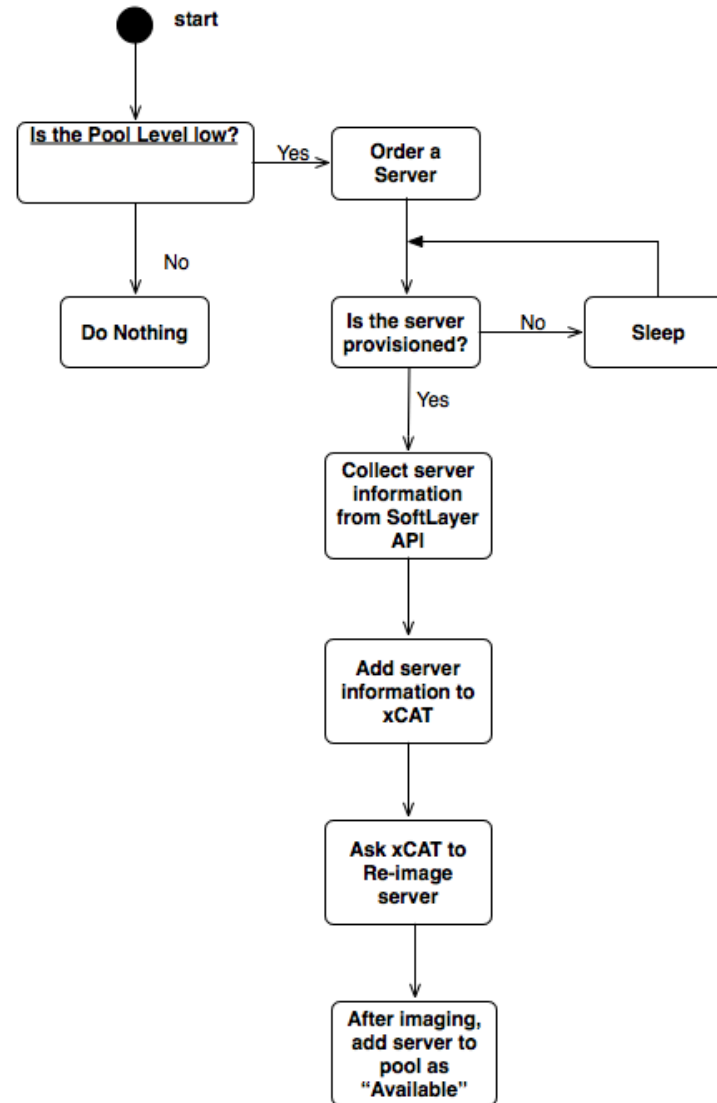 start
Is the Pool Level low?
Yes
Order a
Server
No
Do Nothing
Is the server
provisioned?
No
Sleep
Yes
Collect server
information
from SoftLayer
API
Add server
information to
xCAT
Ask xCAT to
Re-image
server
After imaging,
add server to
pool as
“Available”